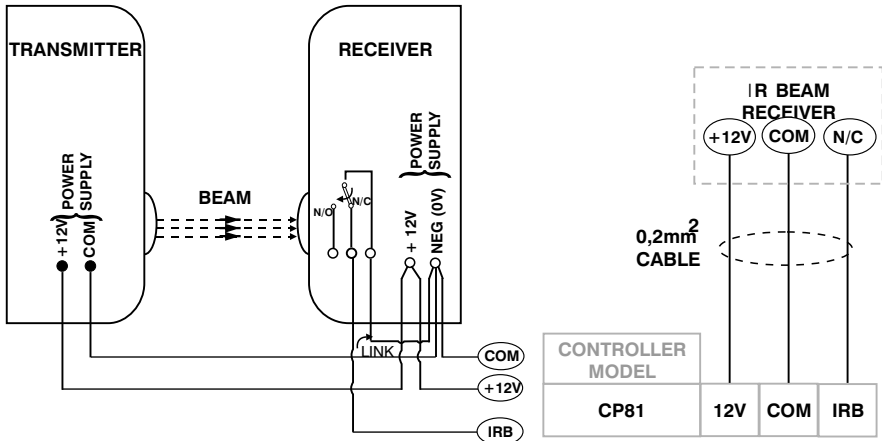 TRANSMITTER
POWER
SUPPLY
+12V
COM
BEAM
RECEIVER
N/O
N/C
POWER
SUPPLY
+ 12V
NEG (0V)
LINK
COM
+12V
IRB
IR BEAM
RECEIVER
+12V COM N/C
0,2mm²
CABLE
CONTROLLER
MODEL
CP81 12V COM IRB